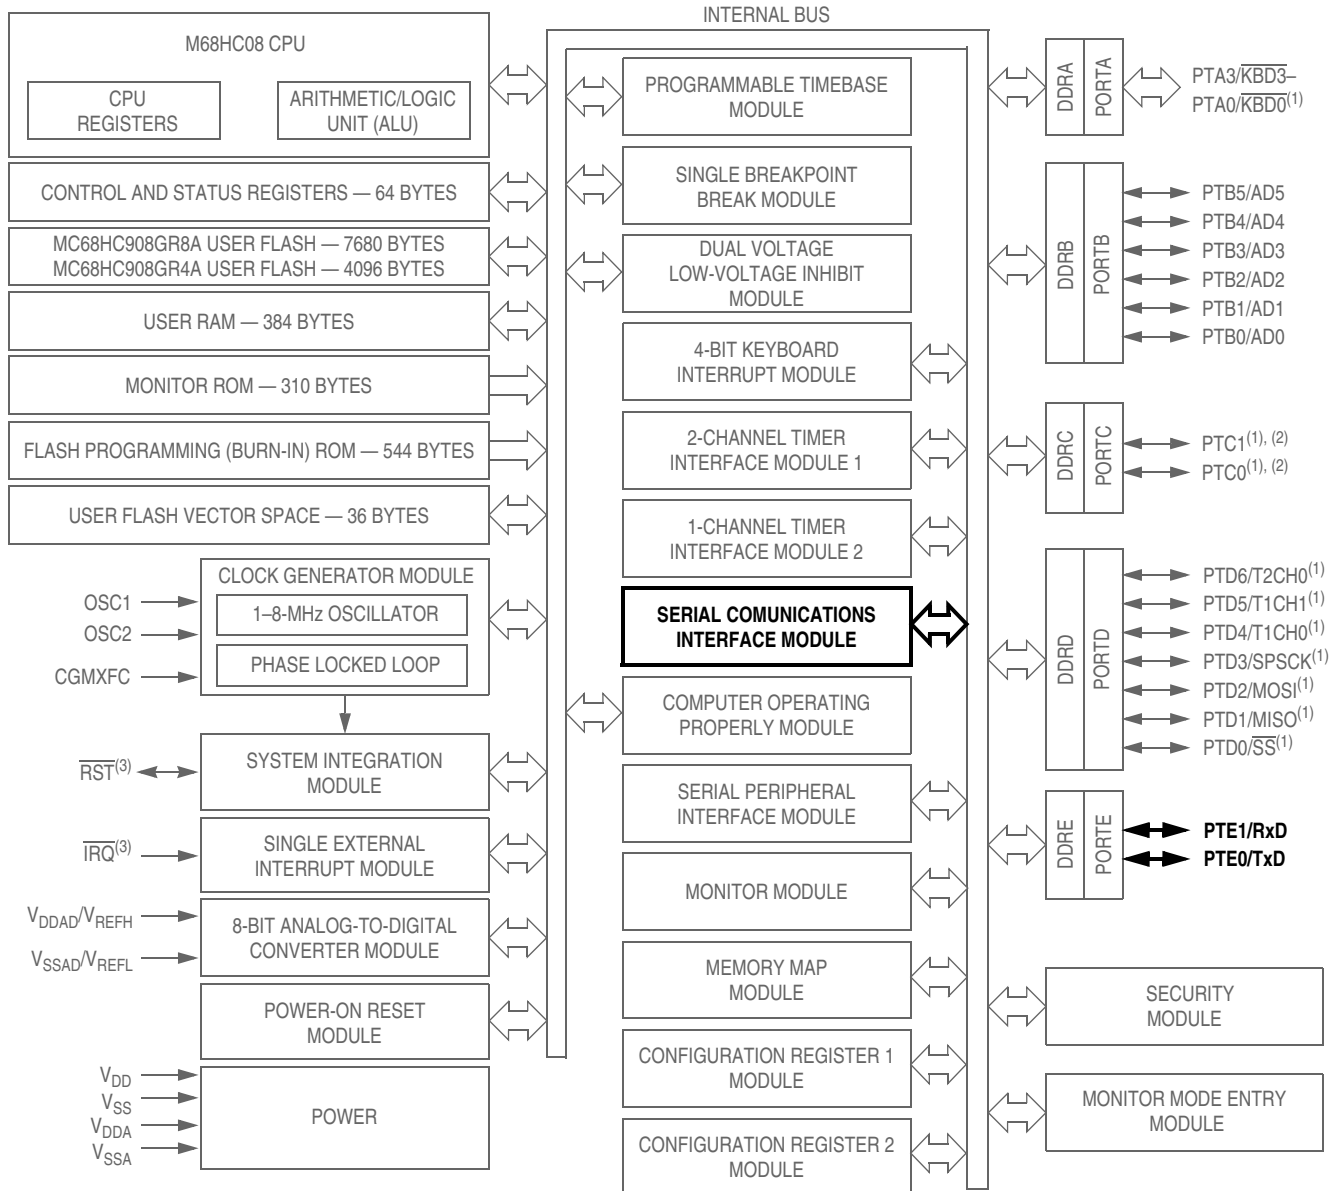 INTERNAL BUS
M68HC08 CPU
CPU
REGISTERS
ARITHMETIC/LOGIC
UNIT (ALU)
CONTROL AND STATUS REGISTERS — 64 BYTES
MC68HC908GR8A USER FLASH — 7680 BYTES
MC68HC908GR4A USER FLASH — 4096 BYTES
USER RAM — 384 BYTES
MONITOR ROM — 310 BYTES
FLASH PROGRAMMING (BURN-IN) ROM — 544 BYTES
USER FLASH VECTOR SPACE — 36 BYTES
CLOCK GENERATOR MODULE
1–8-MHz OSCILLATOR
PHASE LOCKED LOOP
OSC1
OSC2
CGMXFC
SYSTEM INTEGRATION
MODULE
RST(3)
SINGLE EXTERNAL
INTERRUPT MODULE
IRQ(3)
8-BIT ANALOG-TO-DIGITAL
CONVERTER MODULE
VDDAD/VREFH
VSSAD/VREFL
POWER-ON RESET
MODULE
POWER
VDD
VSS
VDDA
VSSA
PROGRAMMABLE TIMEBASE
MODULE
SINGLE BREAKPOINT
BREAK MODULE
DUAL VOLTAGE
LOW-VOLTAGE INHIBIT
MODULE
4-BIT KEYBOARD
INTERRUPT MODULE
2-CHANNEL TIMER
INTERFACE MODULE 1
1-CHANNEL TIMER
INTERFACE MODULE 2
SERIAL COMUNICATIONS
INTERFACE MODULE
COMPUTER OPERATING
PROPERLY MODULE
SERIAL PERIPHERAL
INTERFACE MODULE
MONITOR MODULE
MEMORY MAP
MODULE
CONFIGURATION REGISTER 1
MODULE
CONFIGURATION REGISTER 2
MODULE
DDRA
PORTA
PTA3/KBD3–
PTA0/KBD0(1)
DDRB
PORTB
PTB5/AD5
PTB4/AD4
PTB3/AD3
PTB2/AD2
PTB1/AD1
PTB0/AD0
DDRC
PORTC
PTC1(1), (2)
PTC0(1), (2)
DDRD
PORTD
PTD6/T2CH0(1)
PTD5/T1CH1(1)
PTD4/T1CH0(1)
PTD3/SPSCK(1)
PTD2/MOSI(1)
PTD1/MISO(1)
PTD0/SS(1)
DDRE
PORTE
PTE1/RxD
PTE0/TxD
SECURITY
MODULE
MONITOR MODE ENTRY
MODULE